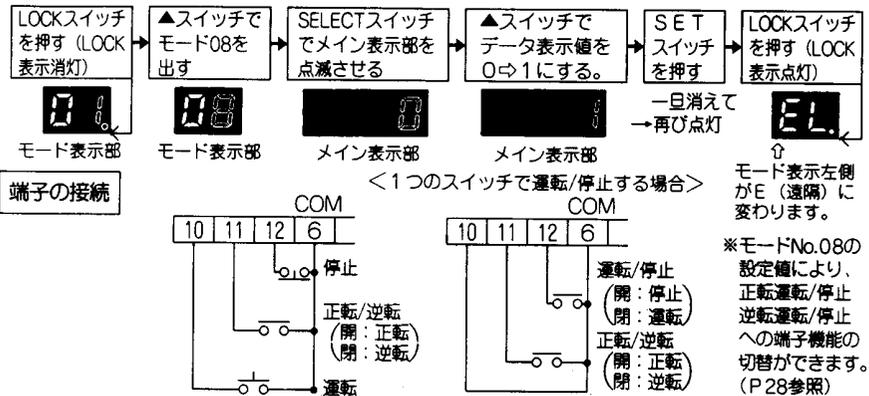 LOCKスイッチ
を押す(LOCK
表示消灯)
▲スイッチで
モード08を
出す
SELECTスイッチ
でメイン表示部を
点滅させる
▲スイッチで
データ表示値を
0⇨1にする。
SET
スイッチ
を押す
LOCKスイッチ
を押す(LOCK
表示点灯)
01.
モード表示部
08
モード表示部
0
メイン表示部
1
メイン表示部
一旦消えて
→再び点灯
EL.
⇧
モード表示左側
がE(遠隔)に
変わります。
端子の接続
COM
10 11 12 6
停止
正転/逆転
(開:正転)
(閉:逆転)
運転
<1つのスイッチで運転/停止する場合>
COM
10 11 12 6
運転/停止
(開:停止)
(閉:運転)
正転/逆転
(開:正転)
(閉:逆転)
※モードNo.08の
設定値により、
正転運転/停止
逆転運転/停止
への端子機能の
切替ができます。
(P28参照)